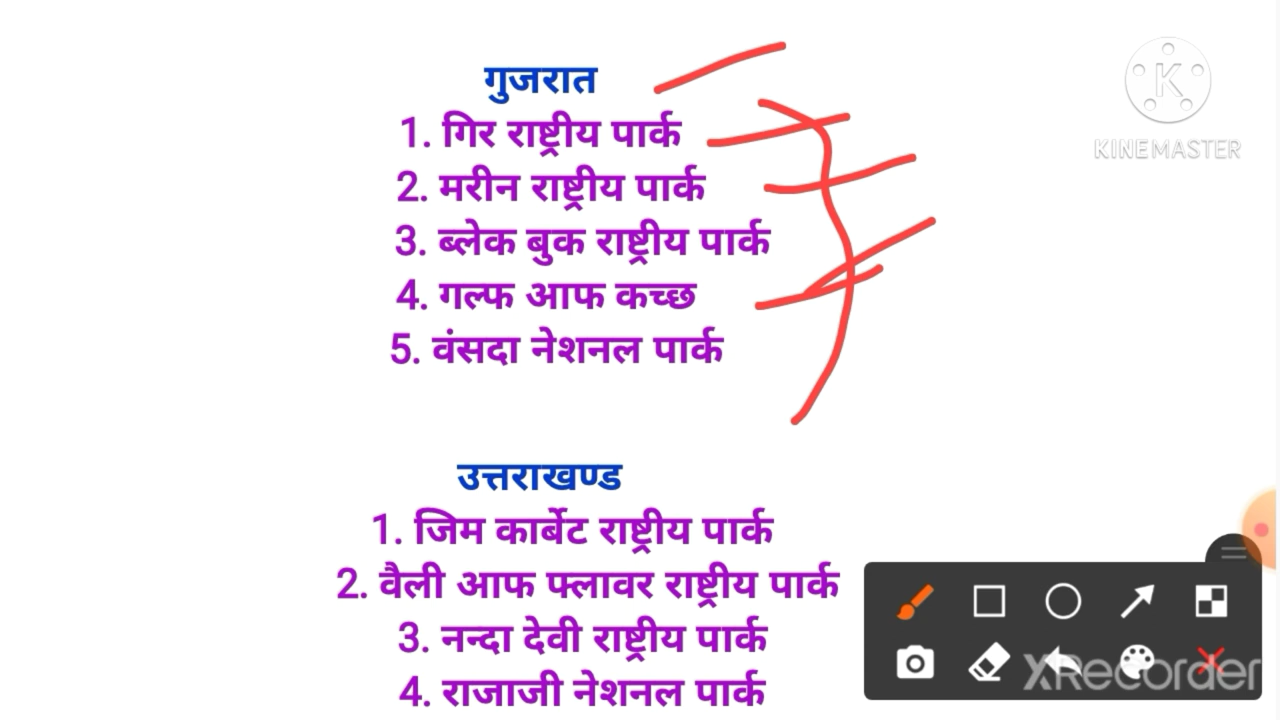 गुजरात
1. गिर राष्ट्रीय पार्क
2. मरीन राष्ट्रीय पार्क
3. ब्लेक बुक राष्ट्रीय पार्क
4. गल्फ आफ कच्छ
5. वंसदा नेशनल पार्क
उत्तराखण्ड
1. जिम कार्बेट राष्ट्रीय पार्क
2. वैली आफ फ्लावर राष्ट्रीय पार्क
3. नन्दा देवी राष्ट्रीय पार्क
4. राजाजी नेशनल पार्क
K
KINEMASTER
XRecorder